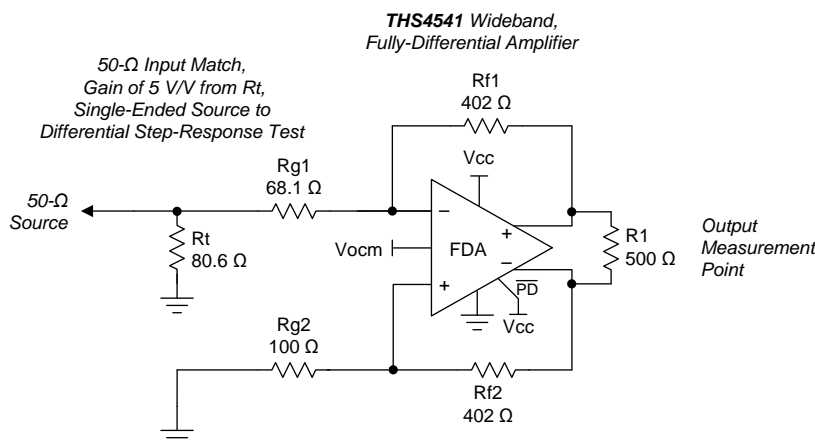 THS4541 Wideband,
Fully-Differential Amplifier
50-Ω Input Match,
Gain of 5 V/V from Rt,
Single-Ended Source to
Differential Step-Response Test
Rf1
402 Ω
Vcc
Rg1
68.1 Ω
50-Ω
Source
Rt
80.6 Ω
Vocm
−
+
FDA
+
−
PD
Vcc
R1
500 Ω
Output
Measurement
Point
Rg2
100 Ω
Rf2
402 Ω